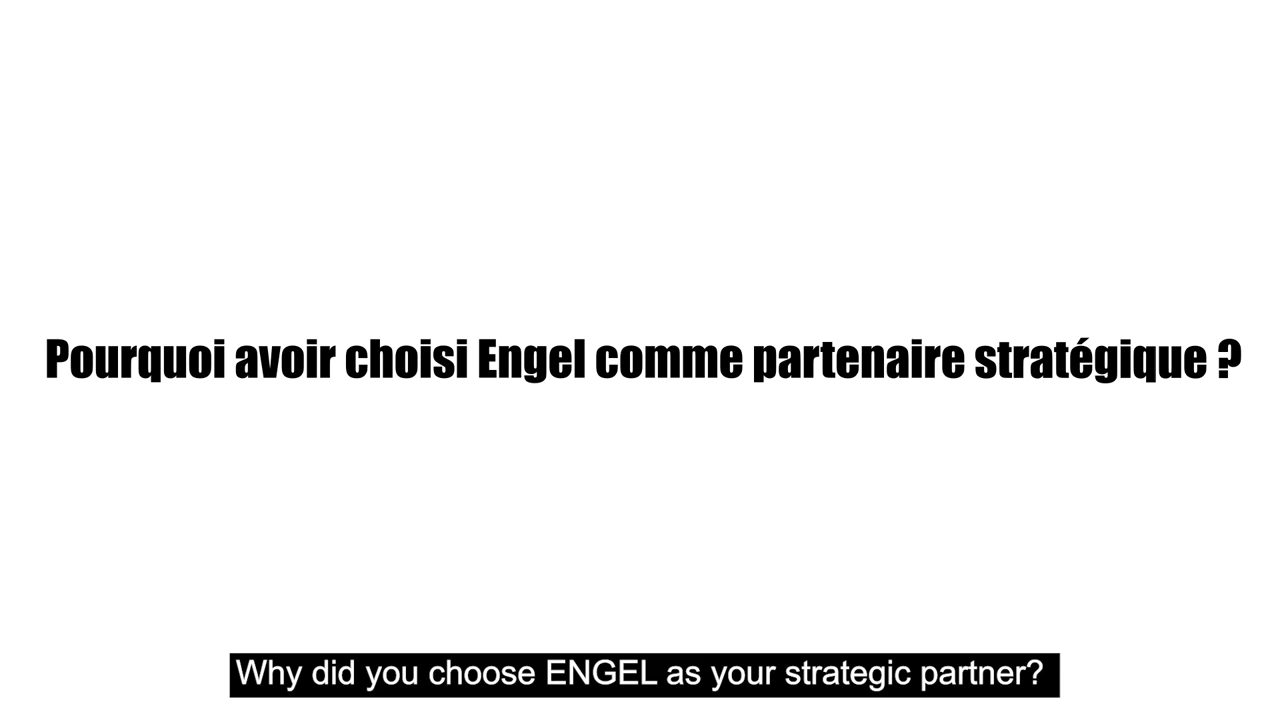 Pourquoi avoir choisi Engel comme partenaire stratégique ?
Why did you choose ENGEL as your strategic partner?